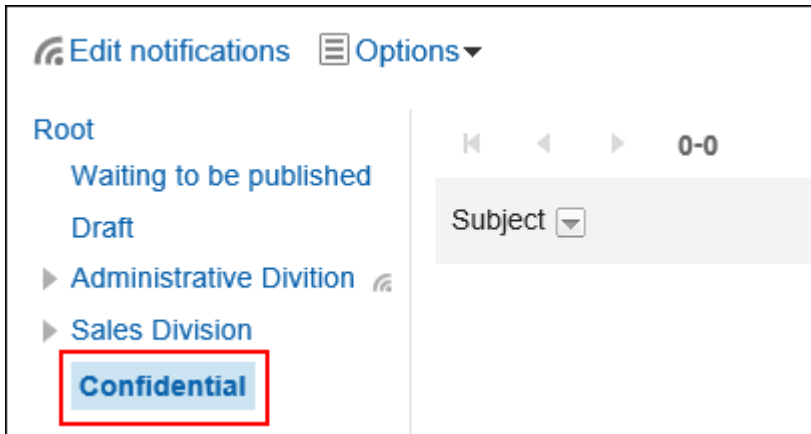 Edit notifications Options
Root
Waiting to be published
Draft
Administrative Divition
Sales Division
Confidential
0-0
Subject